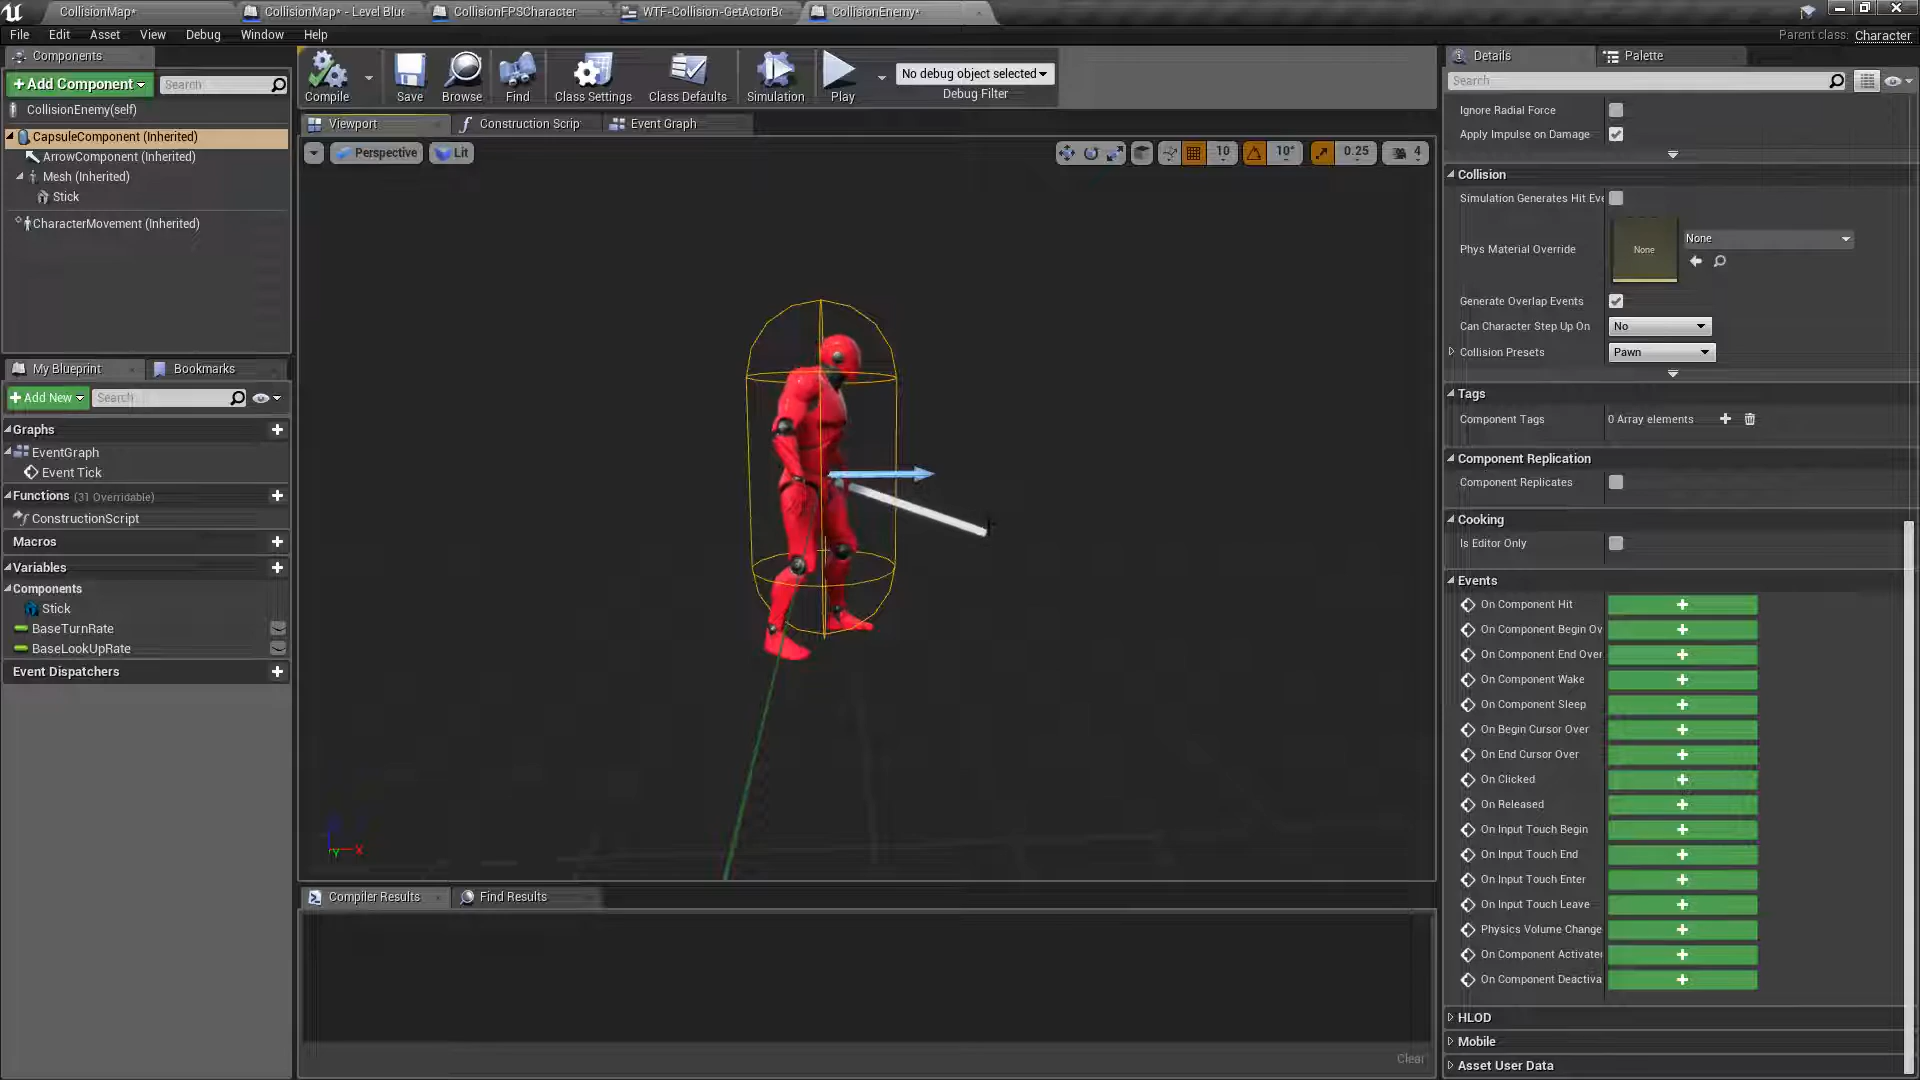 CollisionMap*
CollisionMap* - Level Blue
CollisionFPSCharacter
WTF-Collision-GetActorBo
CollisionEnemy*
File
Edit
Asset
View
Debug
Window
Help
Parent class: Character
Components
+Add Component
Search
CollisionEnemy(self)
CapsuleComponent (Inherited)
ArrowComponent (Inherited)
Mesh (Inherited)
Stick
CharacterMovement (Inherited)
My Blueprint
Bookmarks
+Add New
Search
Graphs
EventGraph
Event Tick
Functions (31 Overridable)
ConstructionScript
Macros
Variables
Components
Stick
BaseTurnRate
BaseLookUpRate
Event Dispatchers
Compile
Save
Browse
Find
Class Settings
Class Defaults
Simulation
Play
No debug object selected
Debug Filter
Viewport
Construction Scrip
Event Graph
Perspective
Lit
10
10°
0.25
4
Z
Y
X
Compiler Results
Find Results
Clear
Details
Palette
Search
Ignore Radial Force
Apply Impulse on Damage
Collision
Simulation Generates Hit Eve
Phys Material Override
None
None
Generate Overlap Events
Can Character Step Up On
No
Collision Presets
Pawn
Tags
Component Tags
0 Array elements
Component Replication
Component Replicates
Cooking
Is Editor Only
Events
On Component Hit
On Component Begin Ov
On Component End Over
On Component Wake
On Component Sleep
On Begin Cursor Over
On End Cursor Over
On Clicked
On Released
On Input Touch Begin
On Input Touch End
On Input Touch Enter
On Input Touch Leave
Physics Volume Change
On Component Activate
On Component Deactiva
HLOD
Mobile
Asset User Data